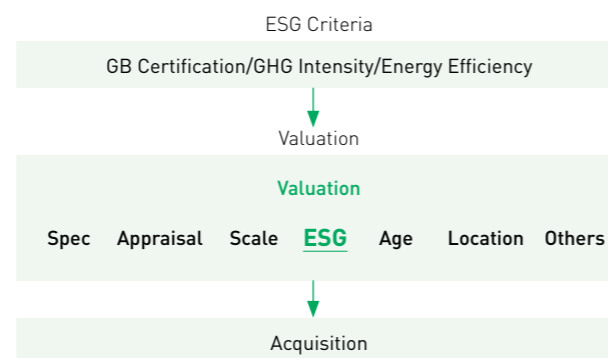 ESG Criteria
GB Certification/GHG Intensity/Energy Efficiency
Valuation
Valuation
Spec Appraisal Scale ESG Age Location Others
Acquisition